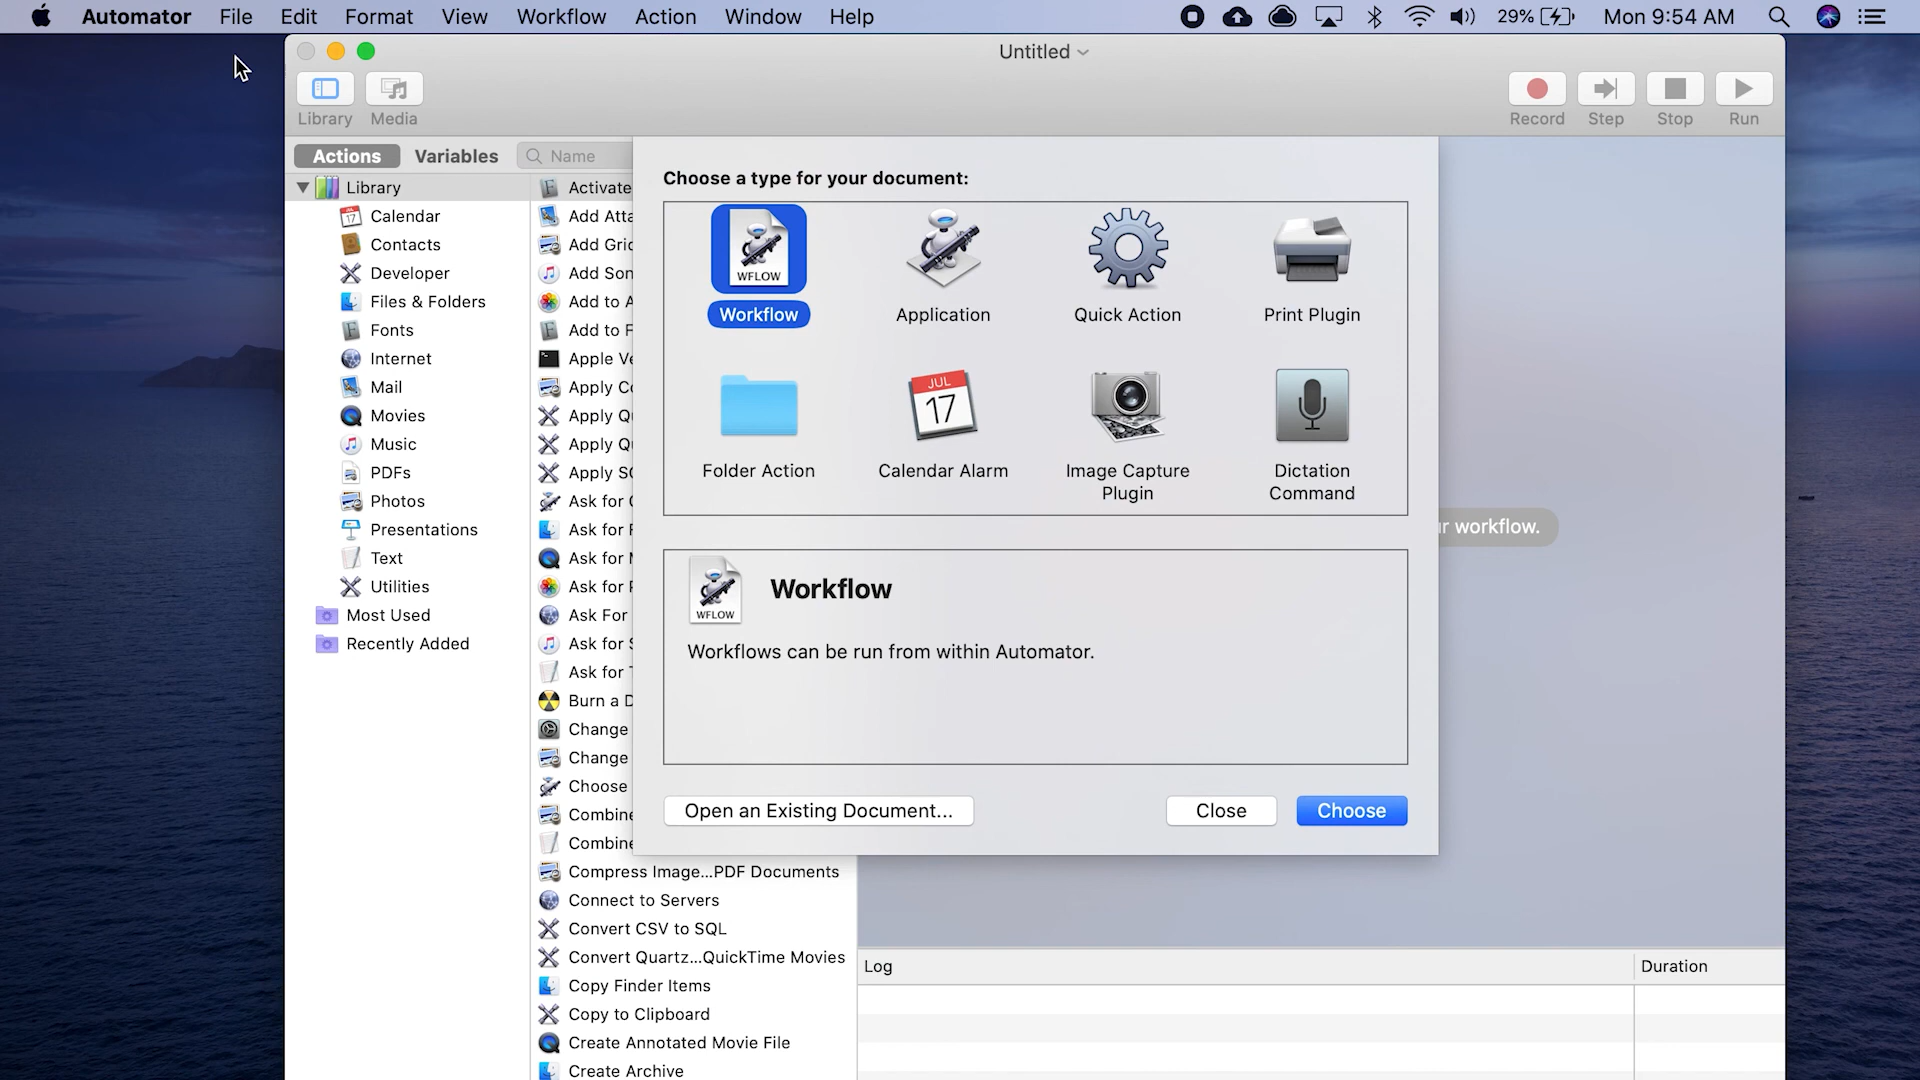 Automator File Edit Format View Workflow Action Window Help 29% Mon 9:54 AM
Untitled
Library Media Record Step Stop Run
Actions Variables Name
Library
Calendar
Contacts
Developer
Files & Folders
Fonts
Internet
Mail
Movies
Music
PDFs
Photos
Presentations
Text
Utilities
Most Used
Recently Added
Activate
Add Atta
Add Grid
Add Son
Add to A
Add to F
Apple Ve
Apply Co
Apply Qu
Apply Qu
Apply SQ
Ask for
Ask for F
Ask for
Ask for
Ask For
Ask for S
Ask for T
Burn a D
Change
Change
Choose
Combine
Combine
Compress Image...PDF Documents
Connect to Servers
Convert CSV to SQL
Convert Quartz...QuickTime Movies
Copy Finder Items
Copy to Clipboard
Create Annotated Movie File
Create Archive
Choose a type for your document:
WFLOW
JUL
17
Workflow Application Quick Action Print Plugin
Folder Action Calendar Alarm Image Capture Plugin Dictation Command
WFLOW
Workflow
Workflows can be run from within Automator.
Open an Existing Document... Close Choose
r workflow.
Log Duration